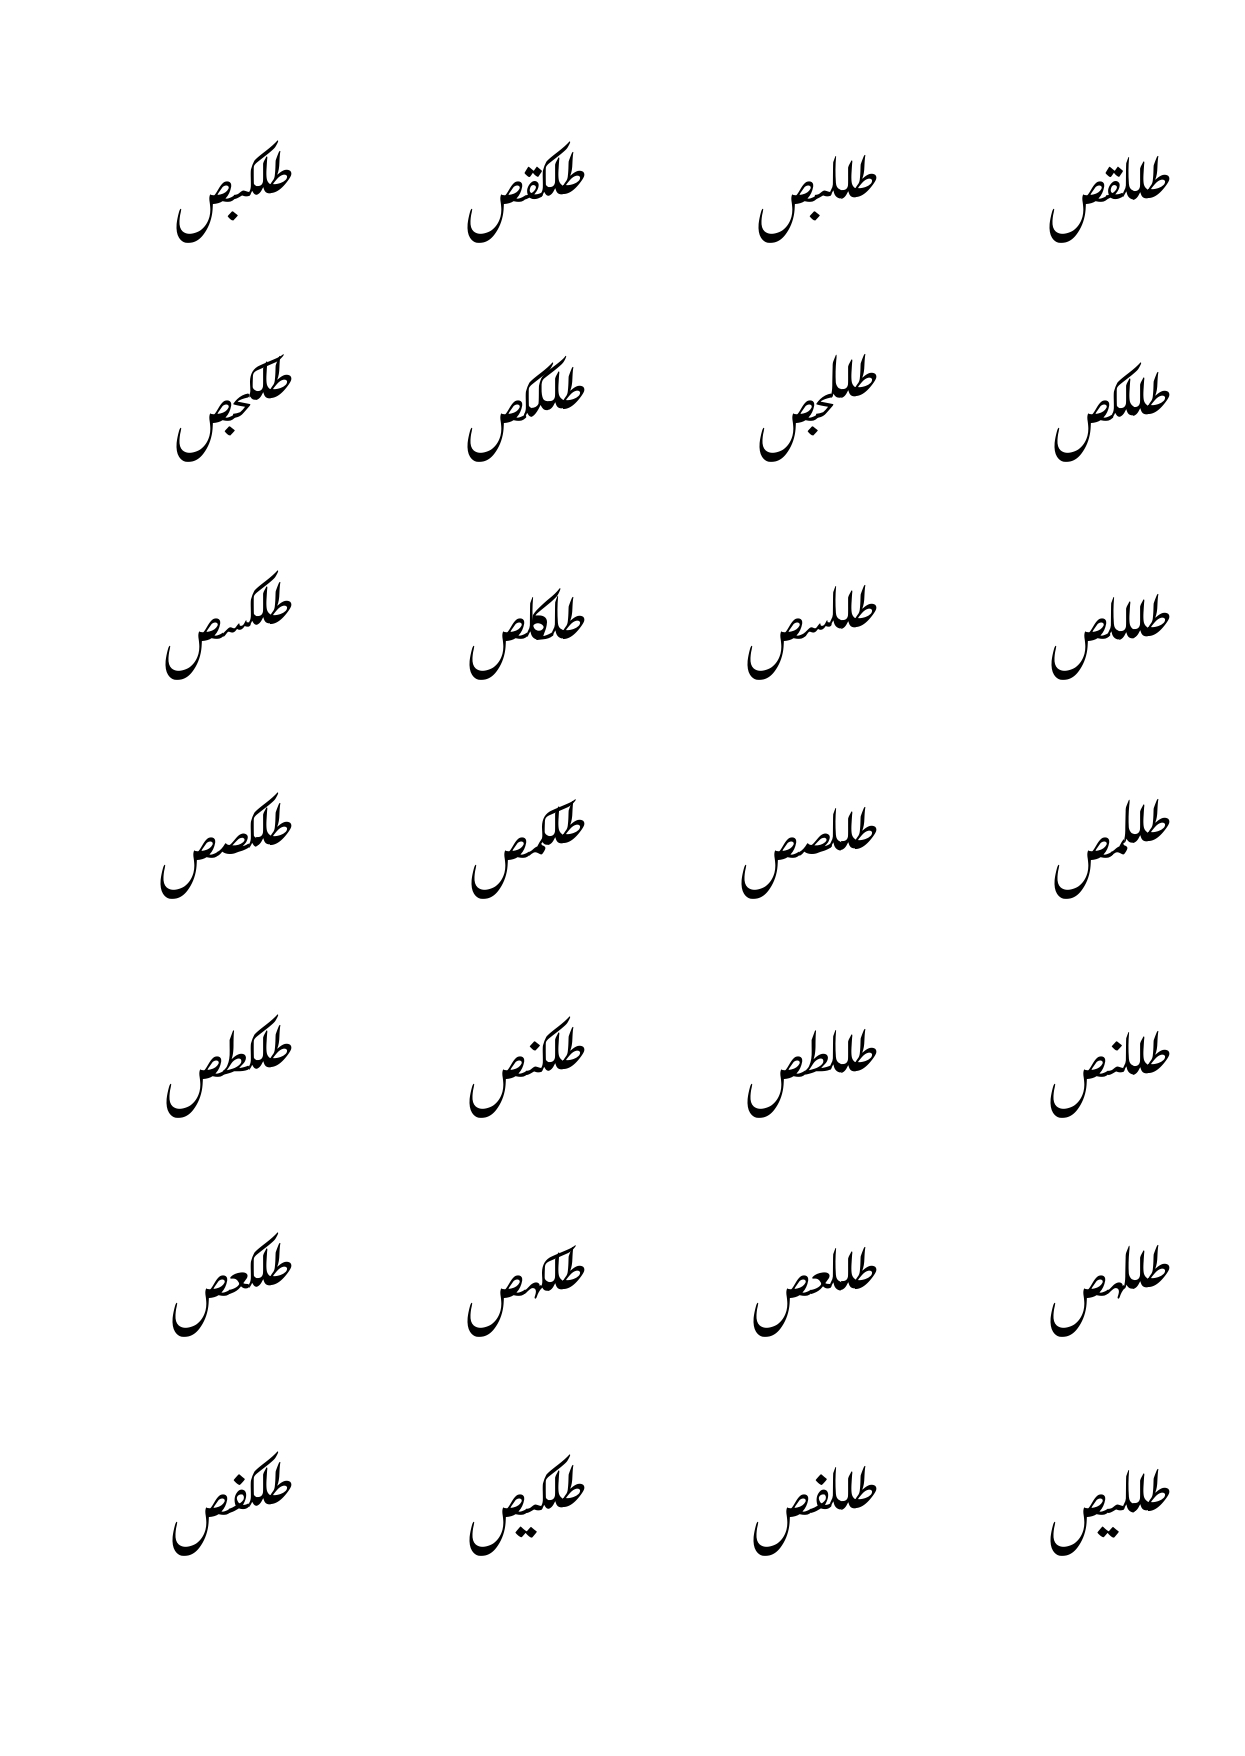 طللقص طللبص طلكقص طلكبص
طللكص طللجص طلككص طلكجص
طلللص طللسص طلكلص طلكسص
طللمص طللصص طلكمص طلكصص
طللنص طللطص طلكنص طلكطص
طللهص طللعص طلكهص طلكعص
طلليص طللفص طلكيص طلكفص